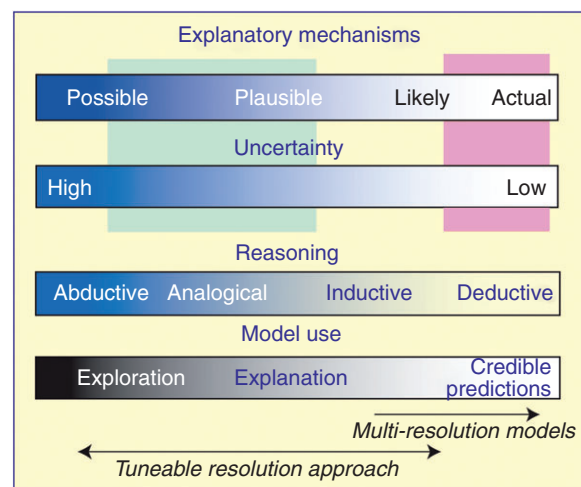 Explanatory mechanisms
Possible Plausible Likely Actual
Uncertainty
High Low
Reasoning
Abductive Analogical Inductive Deductive
Model use
Exploration Explanation Credible
predictions
Multi-resolution models
Tuneable resolution approach